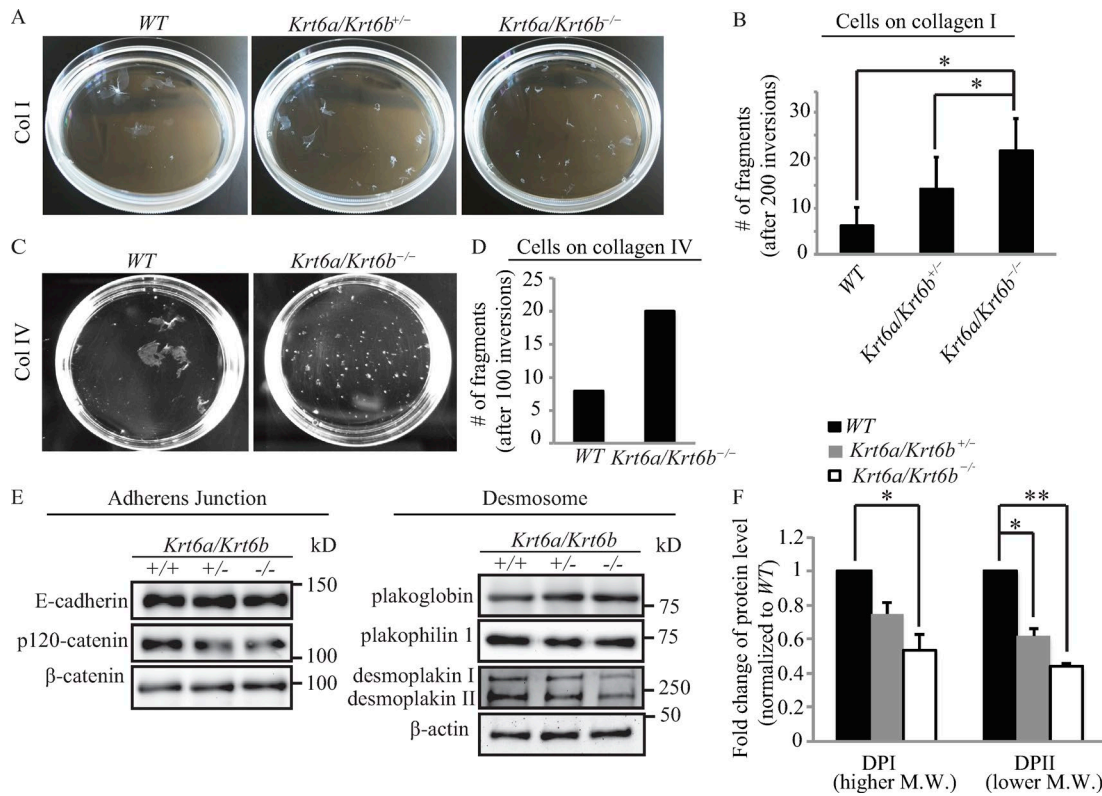 A
WT
Krt6a/Krt6b+/−
Krt6a/Krt6b−/−
Col I
B
Cells on collagen I
*
*
# of fragments
(after 200 inversions)
30
20
10
0
WT
Krt6a/Krt6b+/−
Krt6a/Krt6b−/−
C
WT
Krt6a/Krt6b−/−
Col IV
D
Cells on collagen IV
# of fragments
(after 100 inversions)
25
20
15
10
5
0
WT
Krt6a/Krt6b−/−
E
Adherens Junction
Krt6a/Krt6b
kD
+/+ +/- -/-
E-cadherin
150
p120-catenin
100
β-catenin
100
Desmosome
Krt6a/Krt6b
kD
+/+ +/- -/-
plakoglobin
75
plakophilin 1
75
desmoplakin I
desmoplakin II
250
β-actin
50
F
WT
Krt6a/Krt6b+/−
Krt6a/Krt6b-/-
*
*
**
Fold change of protein level
(normalized to WT)
1.2
1
0.8
0.6
0.4
0.2
0
DPI
(higher M.W.)
DPII
(lower M.W.)